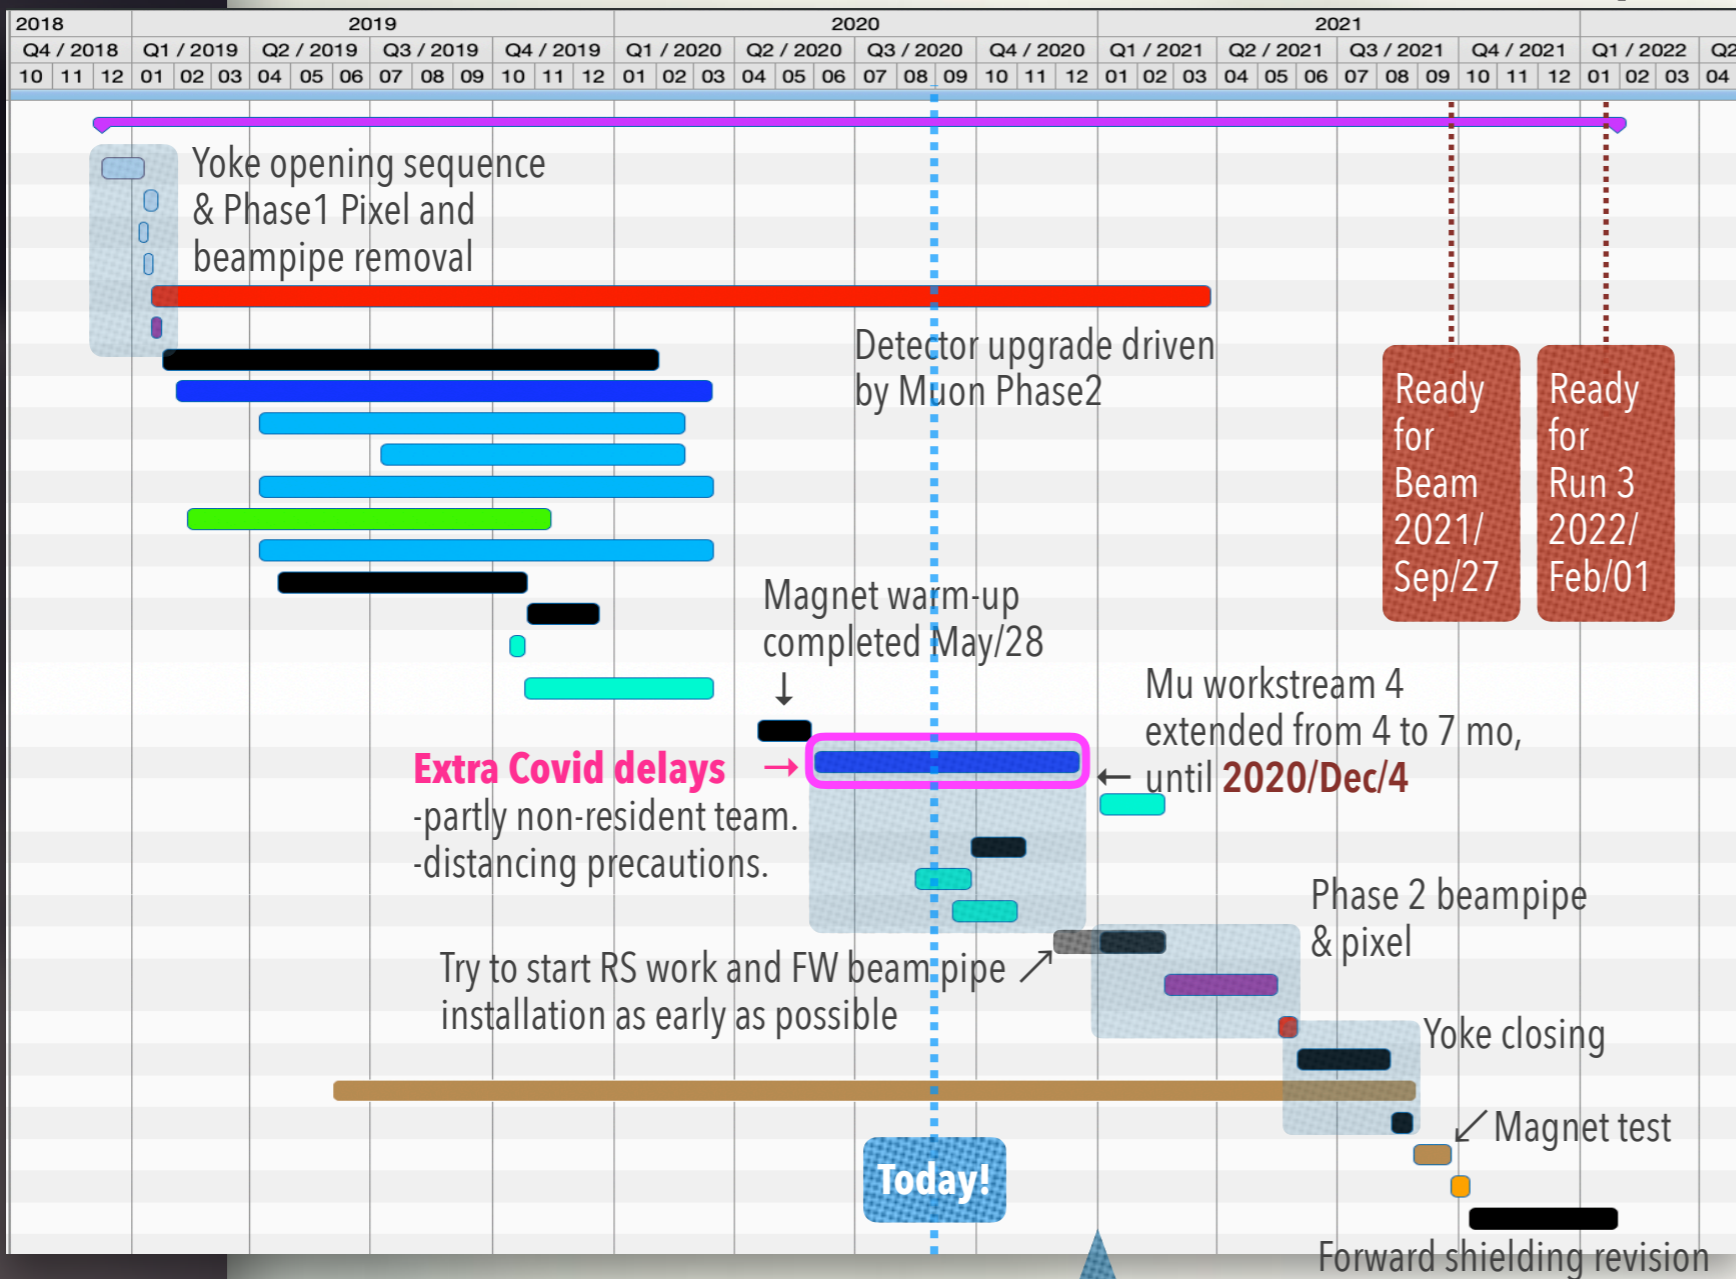 2018 2019 2020 2021
Q4 / 2018 Q1 / 2019 Q2 / 2019 Q3 / 2019 Q4 / 2019 Q1 / 2020 Q2 / 2020 Q3 / 2020 Q4 / 2020 Q1 / 2021 Q2 / 2021 Q3 / 2021 Q4 / 2021 Q1 / 2022 Q2
10 11 12 01 02 03 04 05 06 07 08 09 10 11 12 01 02 03 04 05 06 07 08 09 10 11 12 01 02 03 04 05 06 07 08 09 10 11 12 01 02 03 04
Yoke opening sequence
& Phase1 Pixel and
beampipe removal
Detector upgrade driven
by Muon Phase2
Ready
for
Beam
2021/
Sep/27
Ready
for
Run 3
2022/
Feb/01
Magnet warm-up
completed May/28
↓
Mu workstream 4
extended from 4 to 7 mo,
← until 2020/Dec/4
Extra Covid delays →
-partly non-resident team.
-distancing precautions.
Phase 2 beampipe
& pixel
Try to start RS work and FW beam pipe ↗
installation as early as possible
Yoke closing
↙ Magnet test
Today!
Forward shielding revision